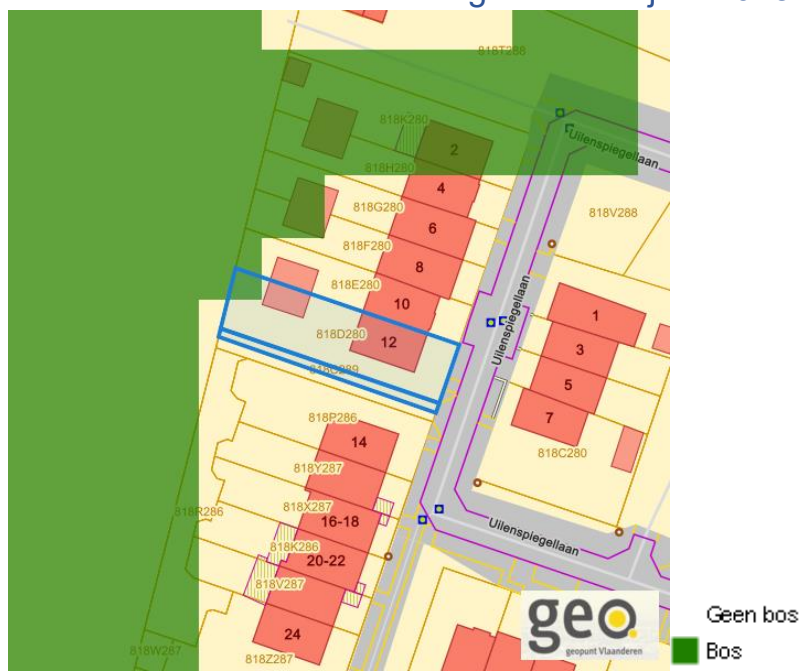 818T288
Uilenspiegellaan
818K280
2
818H280
4
818G280
6
818V288
818F280
8
818E280
10
1
818D280
12
3
Uilenspiegellaan
5
7
818P286
14
818C280
818Y287
818X287
818R286
16-18
Uilenspiegellaan
818K286
20-22
818V287
24
818W287
818Z287
geo
geopunt Vlaanderen
Geen bos
Bos